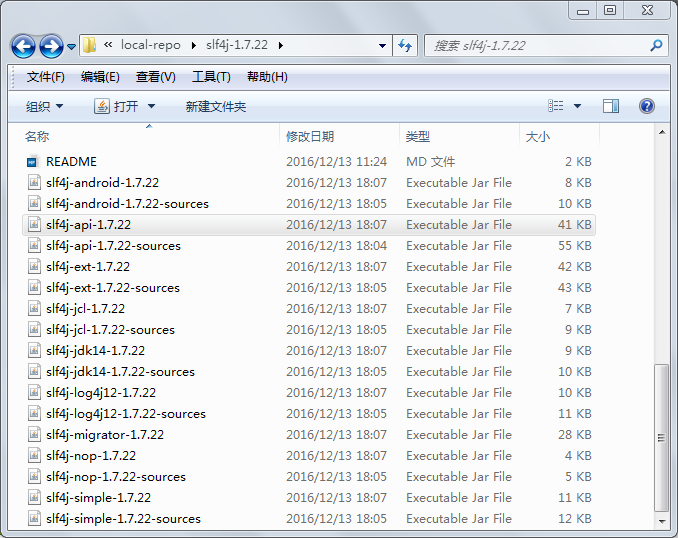 « local-repo ▸ slf4j-1.7.22 ▸
搜索 slf4j-1.7.22
文件(F) 编辑(E) 查看(V) 工具(T) 帮助(H)
组织 打开 新建文件夹
名称 修改日期 类型 大小
README 2016/12/13 11:24 MD 文件 2 KB
slf4j-android-1.7.22 2016/12/13 18:07 Executable Jar File 8 KB
slf4j-android-1.7.22-sources 2016/12/13 18:05 Executable Jar File 10 KB
slf4j-api-1.7.22 2016/12/13 18:07 Executable Jar File 41 KB
slf4j-api-1.7.22-sources 2016/12/13 18:04 Executable Jar File 55 KB
slf4j-ext-1.7.22 2016/12/13 18:07 Executable Jar File 42 KB
slf4j-ext-1.7.22-sources 2016/12/13 18:05 Executable Jar File 43 KB
slf4j-jcl-1.7.22 2016/12/13 18:07 Executable Jar File 7 KB
slf4j-jcl-1.7.22-sources 2016/12/13 18:05 Executable Jar File 9 KB
slf4j-jdk14-1.7.22 2016/12/13 18:07 Executable Jar File 9 KB
slf4j-jdk14-1.7.22-sources 2016/12/13 18:05 Executable Jar File 10 KB
slf4j-log4j12-1.7.22 2016/12/13 18:07 Executable Jar File 10 KB
slf4j-log4j12-1.7.22-sources 2016/12/13 18:05 Executable Jar File 11 KB
slf4j-migrator-1.7.22 2016/12/13 18:07 Executable Jar File 28 KB
slf4j-nop-1.7.22 2016/12/13 18:07 Executable Jar File 4 KB
slf4j-nop-1.7.22-sources 2016/12/13 18:05 Executable Jar File 5 KB
slf4j-simple-1.7.22 2016/12/13 18:07 Executable Jar File 11 KB
slf4j-simple-1.7.22-sources 2016/12/13 18:05 Executable Jar File 12 KB